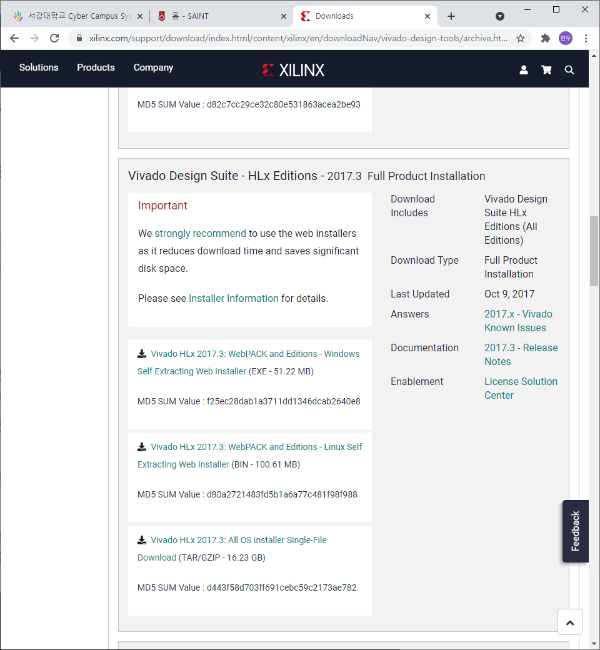 서강대학교 Cyber Campus Sys
홈 - SAINT
Downloads
xilinx.com/support/download/index.html/content/xilinx/en/downloadNav/vivado-design-tools/archive.ht...
Solutions
Products
Company
XILINX
MD5 SUM Value : d82c7cc29ce32c80e531863acea2be93
Vivado Design Suite - HLx Editions - 2017.3 Full Product Installation
Important
We strongly recommend to use the web installers
as it reduces download time and saves significant
disk space.
Please see Installer Information for details.
Vivado HLx 2017.3: WebPACK and Editions - Windows
Self Extracting Web Installer (EXE - 51.22 MB)
MD5 SUM Value : f25ec28dab1a3711dd1346dcab2640e8
Vivado HLx 2017.3: WebPACK and Editions - Linux Self
Extracting Web Installer (BIN - 100.61 MB)
MD5 SUM Value : d80a2721483fd5b1a6a77c481f98f988
Vivado HLx 2017.3: All OS installer Single-File
Download (TAR/GZIP - 16.23 GB)
MD5 SUM Value : d443f58d703ff691cebc59c2173ae782
Download
Includes
Vivado Design
Suite HLx
Editions (All
Editions)
Download Type
Full Product
Installation
Last Updated
Oct 9, 2017
Answers
2017.x - Vivado
Known Issues
Documentation
2017.3 - Release
Notes
Enablement
License Solution
Center
Feedback